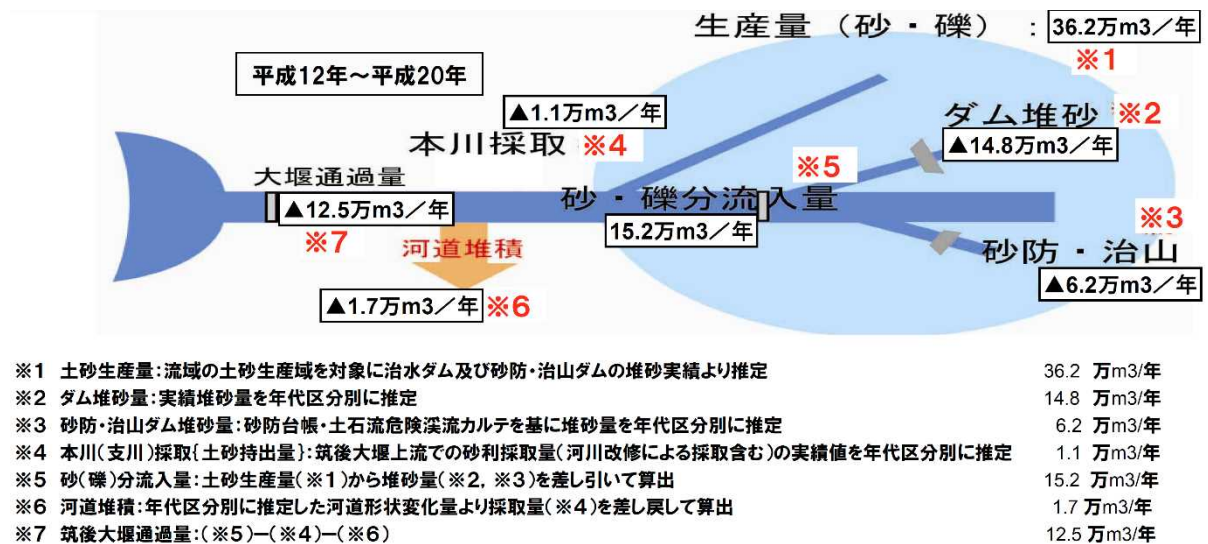 生産量（砂・礫）：36.2万m3／年
※1
平成12年～平成20年
▲1.1万m3／年
ダム堆砂 ※2
本川採取 ※4
▲14.8万m3／年
※5
大堰通過量
砂・礫分流入量
▲12.5万m3／年
15.2万m3／年
※3
※7
河道堆積
砂防・治山
▲6.2万m3／年
▲1.7万m3／年 ※6
※1 土砂生産量：流域の土砂生産域を対象に治水ダム及び砂防・治山ダムの堆砂実績より推定 36.2 万m3/年
※2 ダム堆砂量：実績堆砂量を年代区分別に推定 14.8 万m3/年
※3 砂防・治山ダム堆砂量：砂防台帳・土石流危険渓流カルテを基に堆砂量を年代区分別に推定 6.2 万m3/年
※4 本川（支川）採取{土砂持出量}：筑後大堰上流での砂利採取量（河川改修による採取含む）の実績値を年代区分別に推定 1.1 万m3/年
※5 砂（礫）分流入量：土砂生産量（※1）から堆砂量（※2，※3）を差し引いて算出 15.2 万m3/年
※6 河道堆積：年代区分別に推定した河道形状変化量より採取量（※4）を差し戻して算出 1.7 万m3/年
※7 筑後大堰通過量：（※5）ー（※4）ー（※6） 12.5 万m3/年